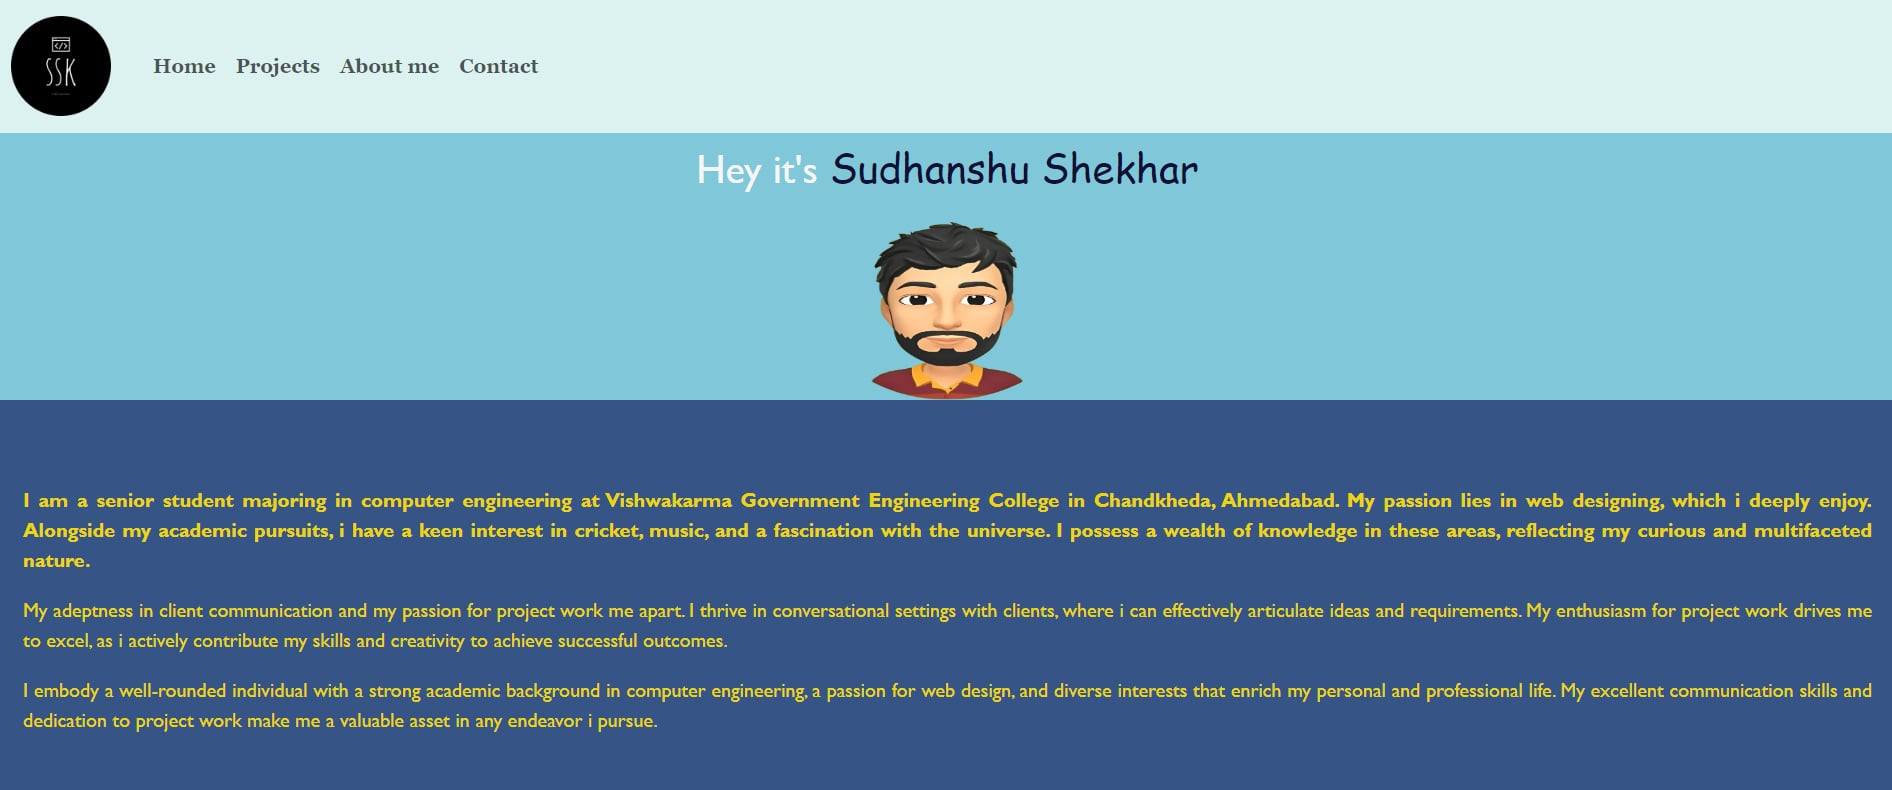 </>
SSK
Home Projects About me Contact
Hey it's Sudhanshu Shekhar
I am a senior student majoring in computer engineering at Vishwakarma Government Engineering College in Chandkheda, Ahmedabad. My passion lies in web designing, which i deeply enjoy.
Alongside my academic pursuits, i have a keen interest in cricket, music, and a fascination with the universe. I possess a wealth of knowledge in these areas, reflecting my curious and multifaceted
nature.
My adeptness in client communication and my passion for project work me apart. I thrive in conversational settings with clients, where i can effectively articulate ideas and requirements. My enthusiasm for project work drives me
to excel, as i actively contribute my skills and creativity to achieve successful outcomes.
I embody a well-rounded individual with a strong academic background in computer engineering, a passion for web design, and diverse interests that enrich my personal and professional life. My excellent communication skills and
dedication to project work make me a valuable asset in any endeavor i pursue.